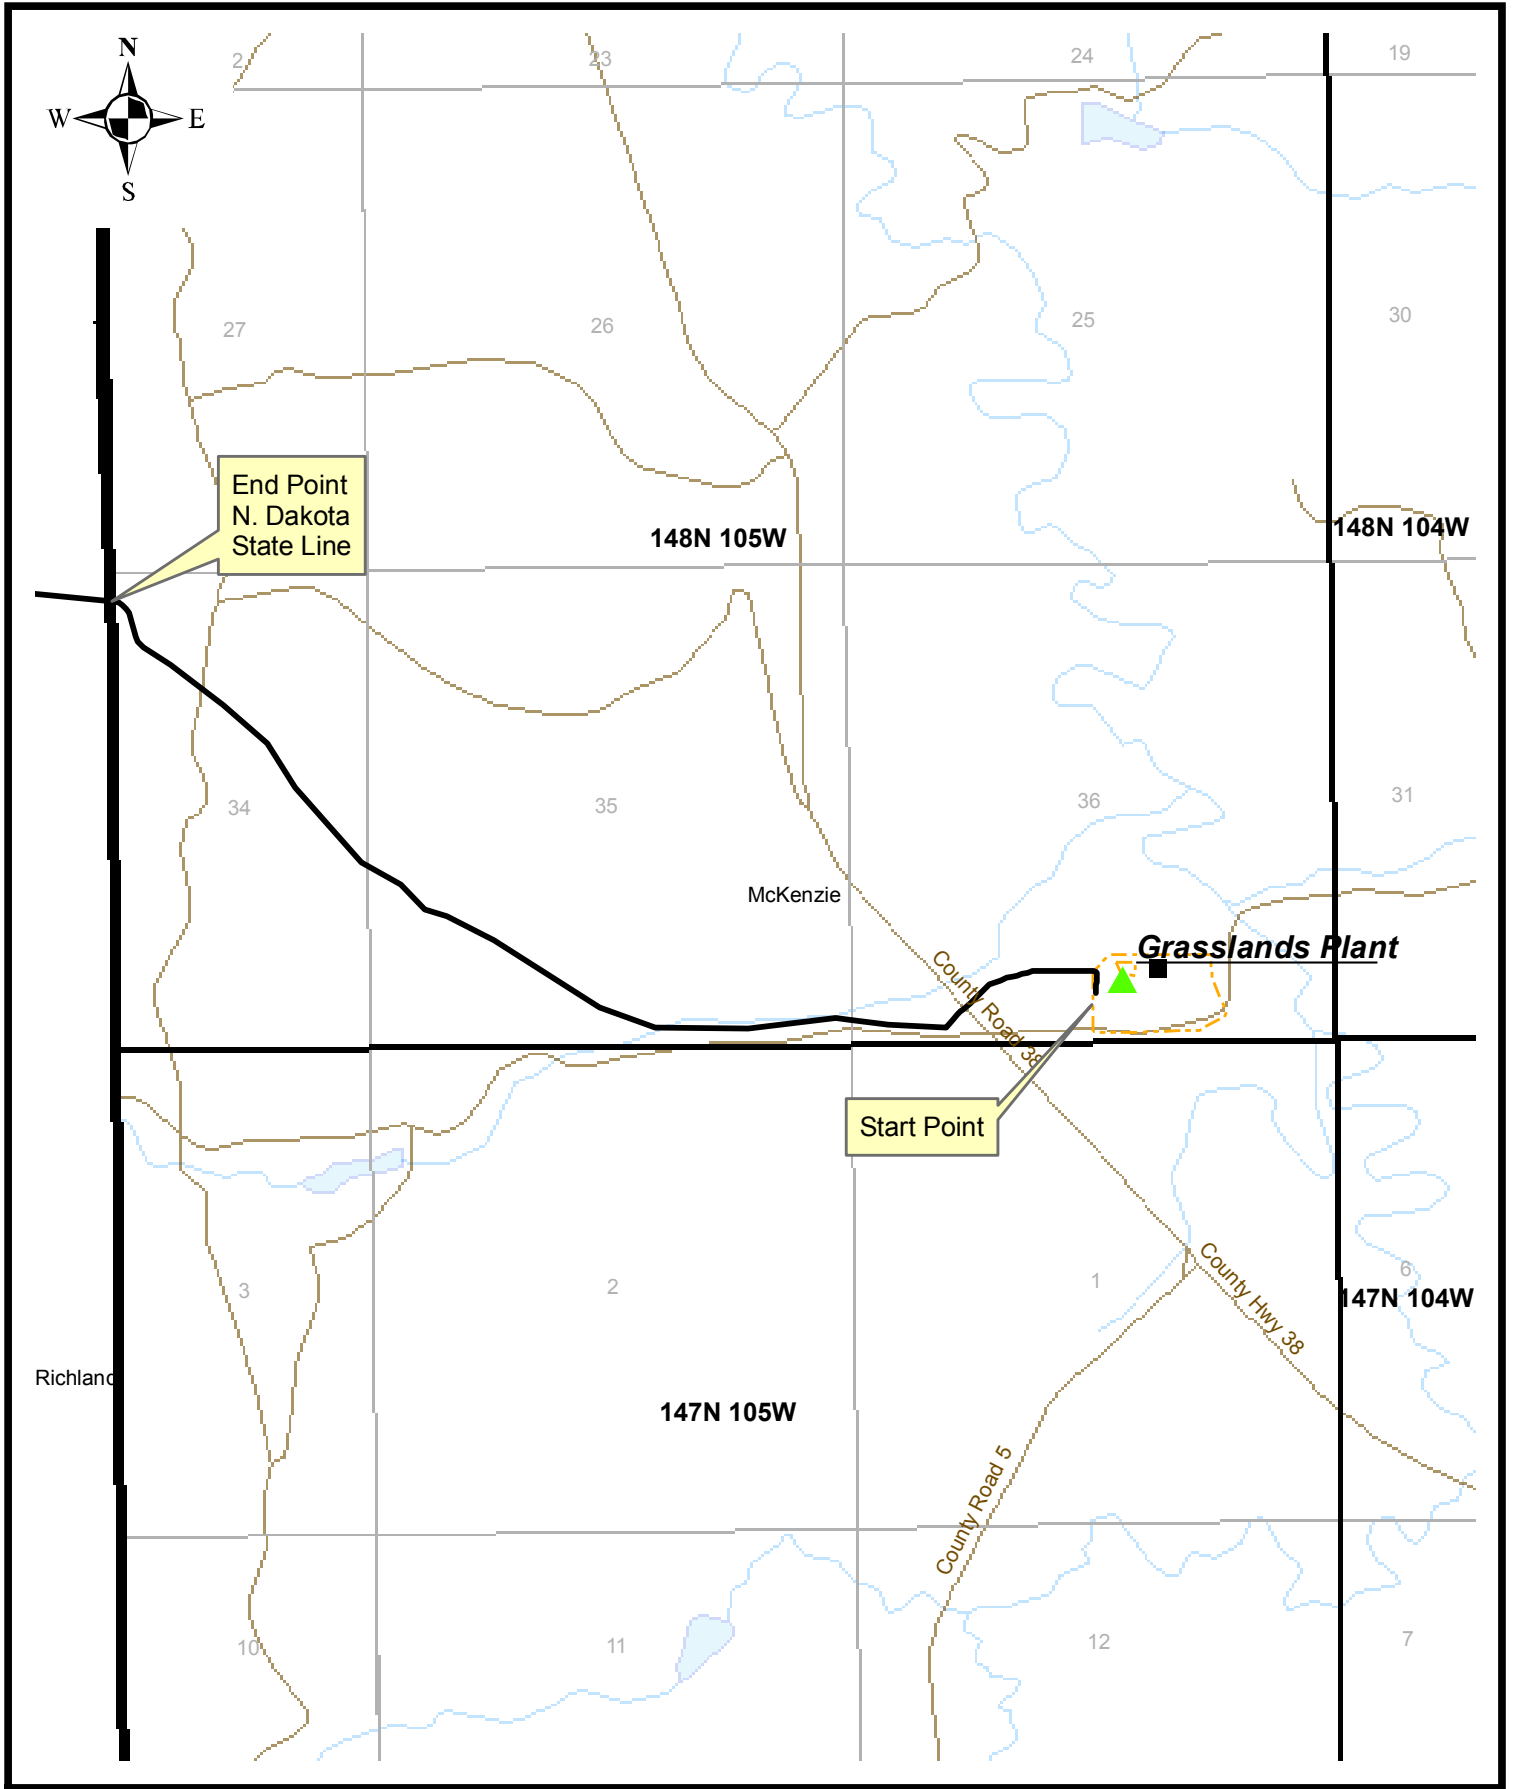 N
W
E
S
2
23
24
19
27
26
25
30
End Point
N. Dakota
State Line
148N 105W
148N 104W
34
35
36
31
McKenzie
Grasslands Plant
County Road 38
Start Point
3
2
1
6
County Hwy 38
147N 104W
Richland
147N 105W
County Road 5
10
11
12
7